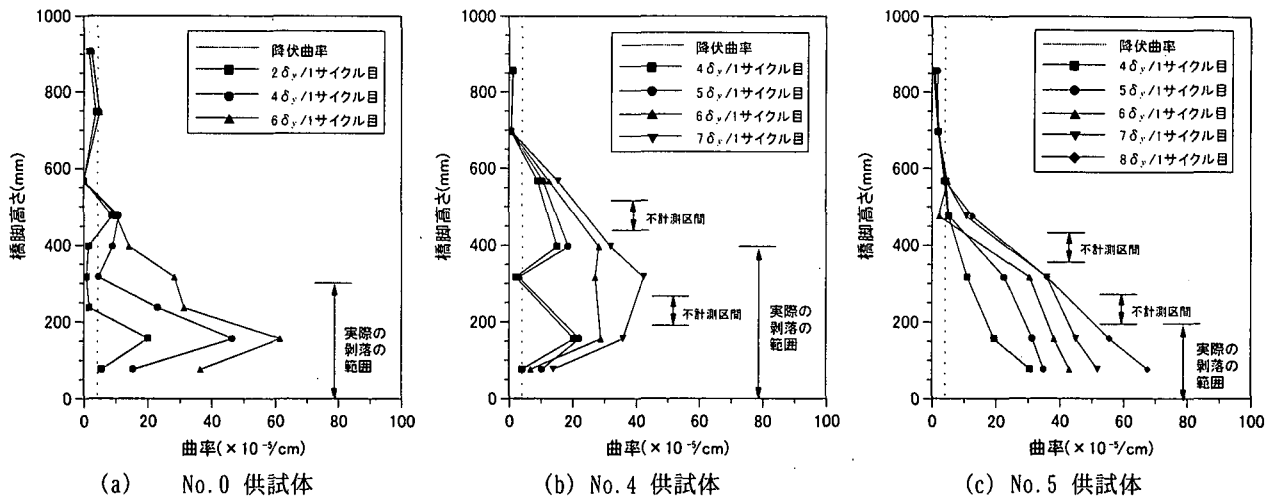 1000
800
600
400
200
0
橋脚高さ(mm)
0 20 40 60 80 100
曲率(×10⁻⁵/cm)
降伏曲率
2δy/1サイクル目
4δy/1サイクル目
6δy/1サイクル目
実際の
剥落の
範囲
(a) No.0 供試体
1000
800
600
400
200
0
橋脚高さ(mm)
0 20 40 60 80 100
曲率(×10⁻⁵/cm)
降伏曲率
4δy/1サイクル目
5δy/1サイクル目
6δy/1サイクル目
7δy/1サイクル目
不計測区間
不計測区間
実際の
剥落の
範囲
(b) No.4 供試体
1000
800
600
400
200
0
橋脚高さ(mm)
0 20 40 60 80 100
曲率(×10⁻⁵/cm)
降伏曲率
4δy/1サイクル目
5δy/1サイクル目
6δy/1サイクル目
7δy/1サイクル目
8δy/1サイクル目
不計測区間
不計測区間
実際の
剥落の
範囲
(c) No.5 供試体